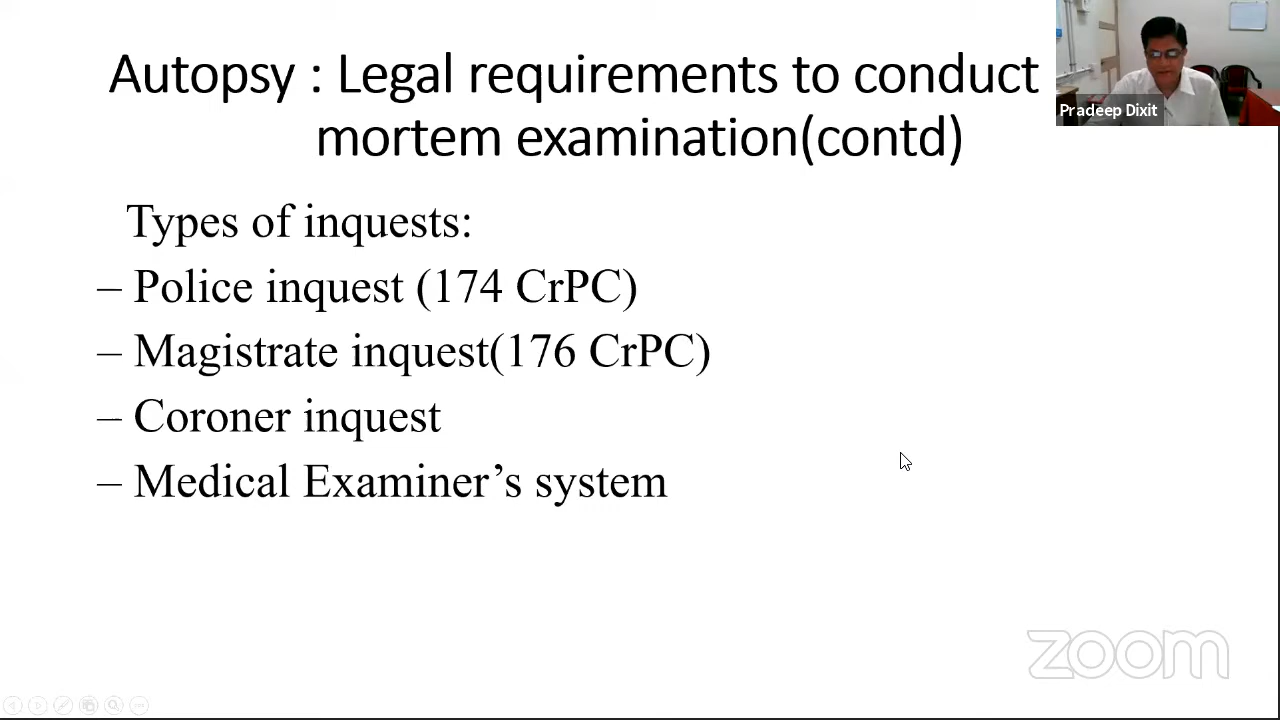 Autopsy : Legal requirements to conduct
mortem examination(contd)
Pradeep Dixit
Types of inquests:
– Police inquest (174 CrPC)
– Magistrate inquest(176 CrPC)
– Coroner inquest
– Medical Examiner’s system
zoom